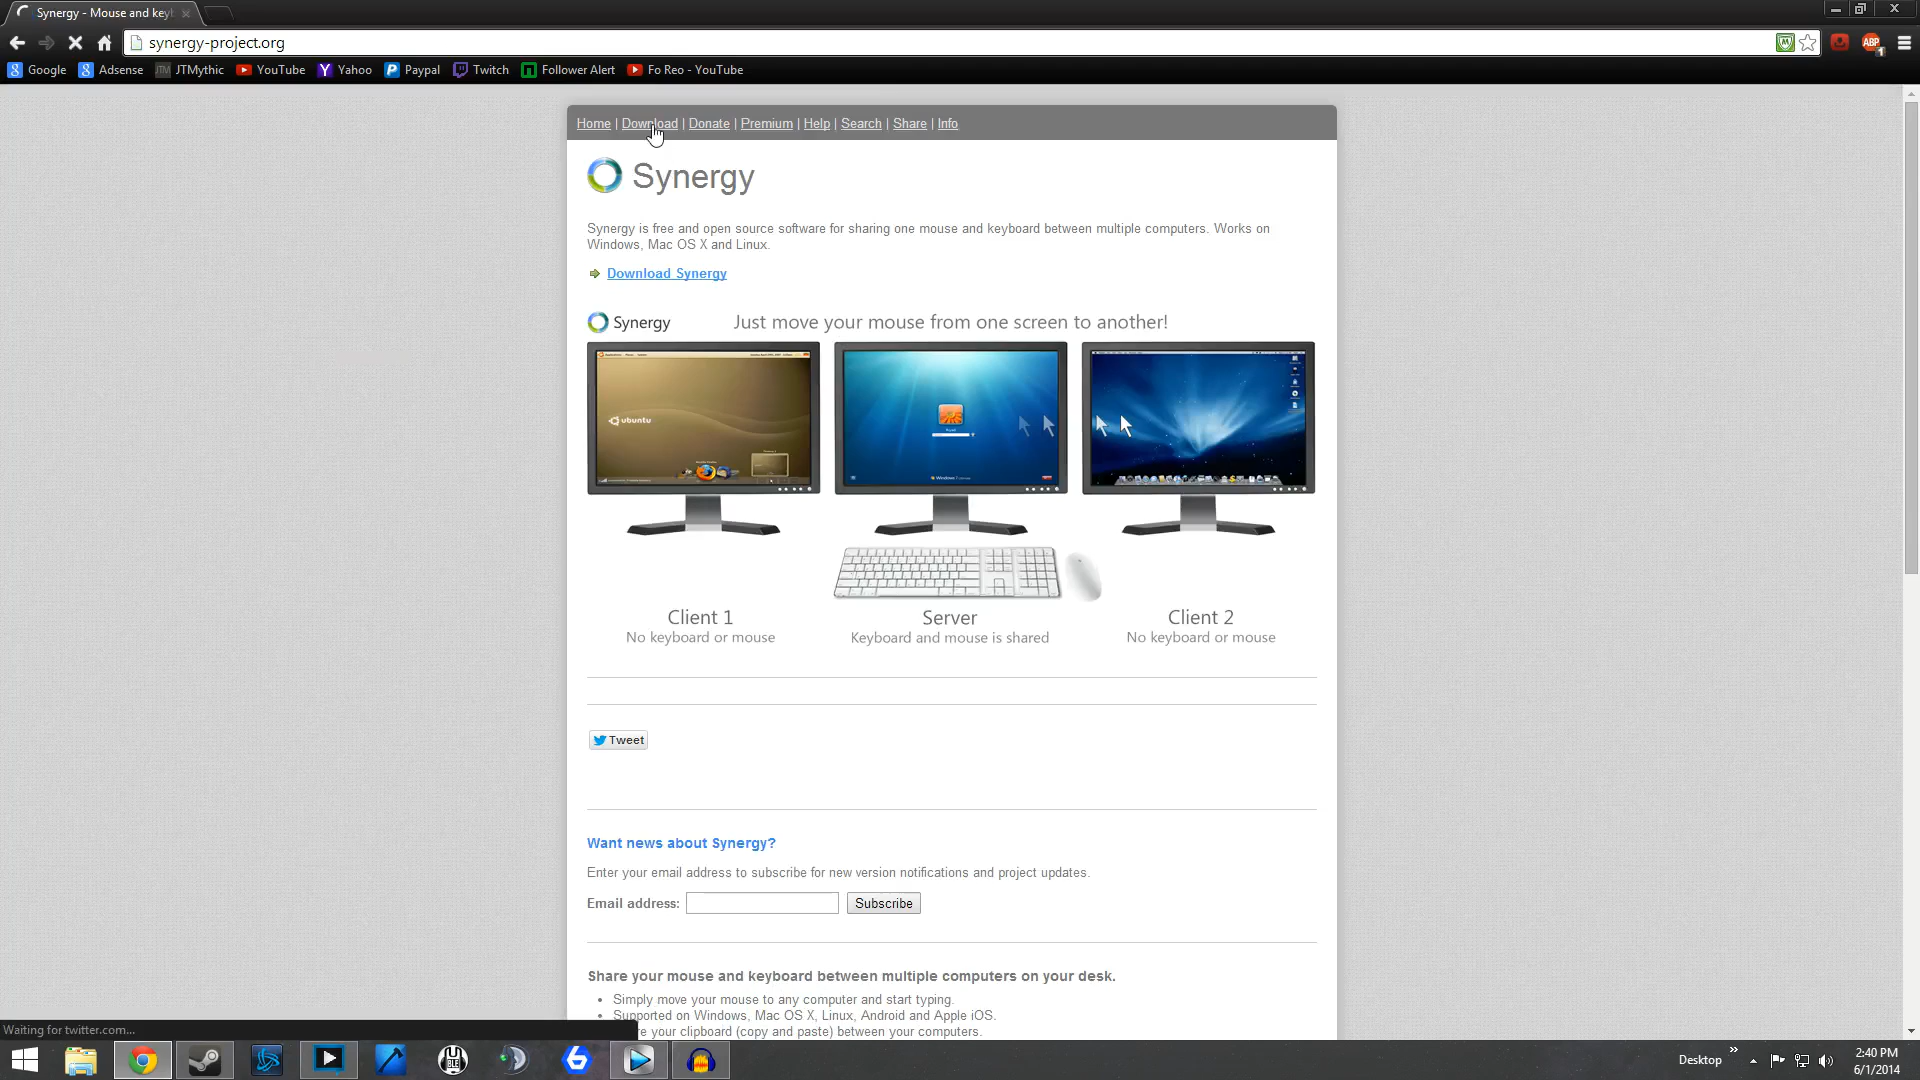 Synergy - Mouse and key
synergy-project.org
ABP
1
Google Adsense JTMythic YouTube Yahoo Paypal Twitch Follower Alert Fo Reo - YouTube
Home | Download | Donate | Premium | Help | Search | Share | Info
Synergy
Synergy is free and open source software for sharing one mouse and keyboard between multiple computers. Works on
Windows, Mac OS X and Linux.
Download Synergy
Synergy Just move your mouse from one screen to another!
ubuntu
Client 1 Server Client 2
No keyboard or mouse Keyboard and mouse is shared No keyboard or mouse
Tweet
Want news about Synergy?
Enter your email address to subscribe for new version notifications and project updates.
Email address: Subscribe
Share your mouse and keyboard between multiple computers on your desk.
Simply move your mouse to any computer and start typing.
Supported on Windows, Mac OS X, Linux, Android and Apple iOS.
re your clipboard (copy and paste) between your computers.
Waiting for twitter.com...
Desktop
2:40 PM
6/1/2014